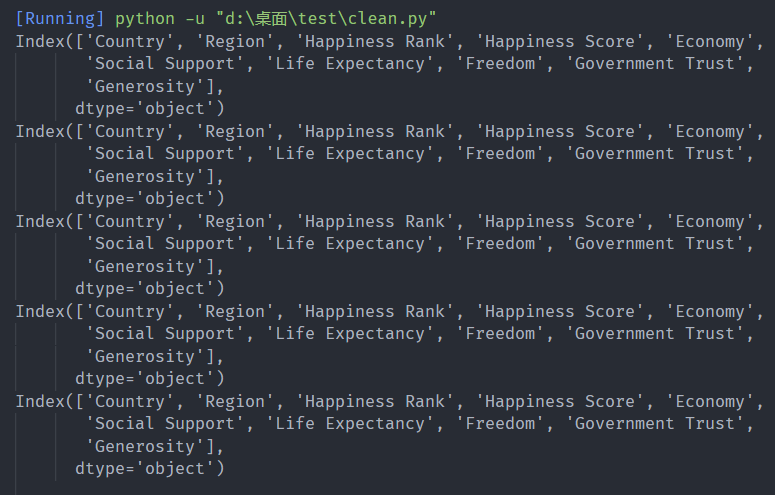 [Running] python -u "d:\桌面\test\clean.py"
Index(['Country', 'Region', 'Happiness Rank', 'Happiness Score', 'Economy',
'Social Support', 'Life Expectancy', 'Freedom', 'Government Trust',
'Generosity'],
dtype='object')
Index(['Country', 'Region', 'Happiness Rank', 'Happiness Score', 'Economy',
'Social Support', 'Life Expectancy', 'Freedom', 'Government Trust',
'Generosity'],
dtype='object')
Index(['Country', 'Region', 'Happiness Rank', 'Happiness Score', 'Economy',
'Social Support', 'Life Expectancy', 'Freedom', 'Government Trust',
'Generosity'],
dtype='object')
Index(['Country', 'Region', 'Happiness Rank', 'Happiness Score', 'Economy',
'Social Support', 'Life Expectancy', 'Freedom', 'Government Trust',
'Generosity'],
dtype='object')
Index(['Country', 'Region', 'Happiness Rank', 'Happiness Score', 'Economy',
'Social Support', 'Life Expectancy', 'Freedom', 'Government Trust',
'Generosity'],
dtype='object')